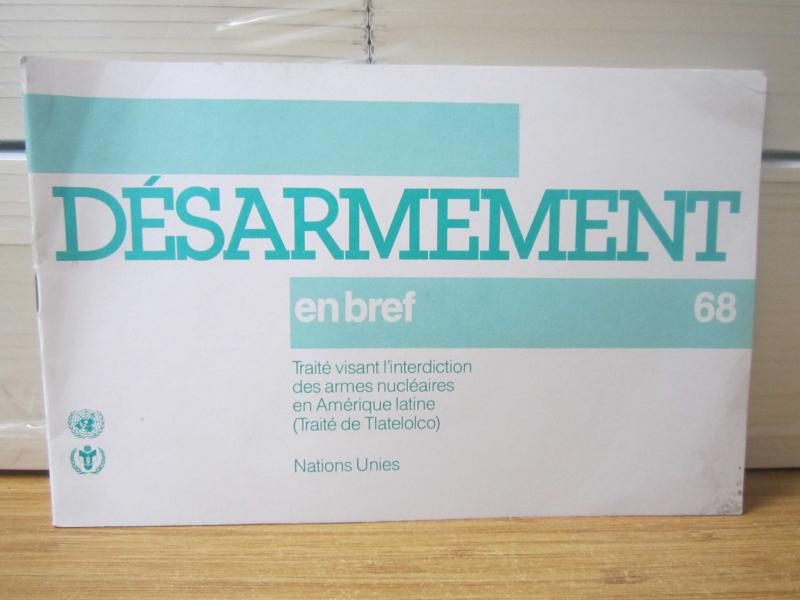 DÉSARMEMENT
en bref 68
Traité visant l'interdiction
des armes nucléaires
en Amérique latine
(Traité de Tlatelolco)
Nations Unies